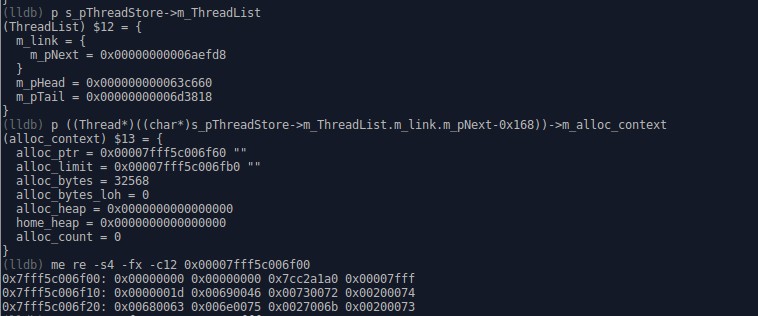 (lldb) p s_pThreadStore->m_ThreadList
(ThreadList) $12 = {
  m_link = {
    m_pNext = 0x00000000006aefd8
  }
  m_pHead = 0x000000000063c660
  m_pTail = 0x00000000006d3818
}
(lldb) p ((Thread*)((char*)s_pThreadStore->m_ThreadList.m_link.m_pNext-0x168))->m_alloc_context
(alloc_context) $13 = {
  alloc_ptr = 0x00007fff5c006f60 ""
  alloc_limit = 0x00007fff5c006fb0 ""
  alloc_bytes = 32568
  alloc_bytes_loh = 0
  alloc_heap = 0x0000000000000000
  home_heap = 0x0000000000000000
  alloc_count = 0
}
(lldb) me re -s4 -fx -c12 0x00007fff5c006f00
0x7fff5c006f00: 0x00000000 0x00000000 0x7cc2a1a0 0x00007fff
0x7fff5c006f10: 0x0000001d 0x00690046 0x00730072 0x00200074
0x7fff5c006f20: 0x00680063 0x006e0075 0x0027006b 0x00200073